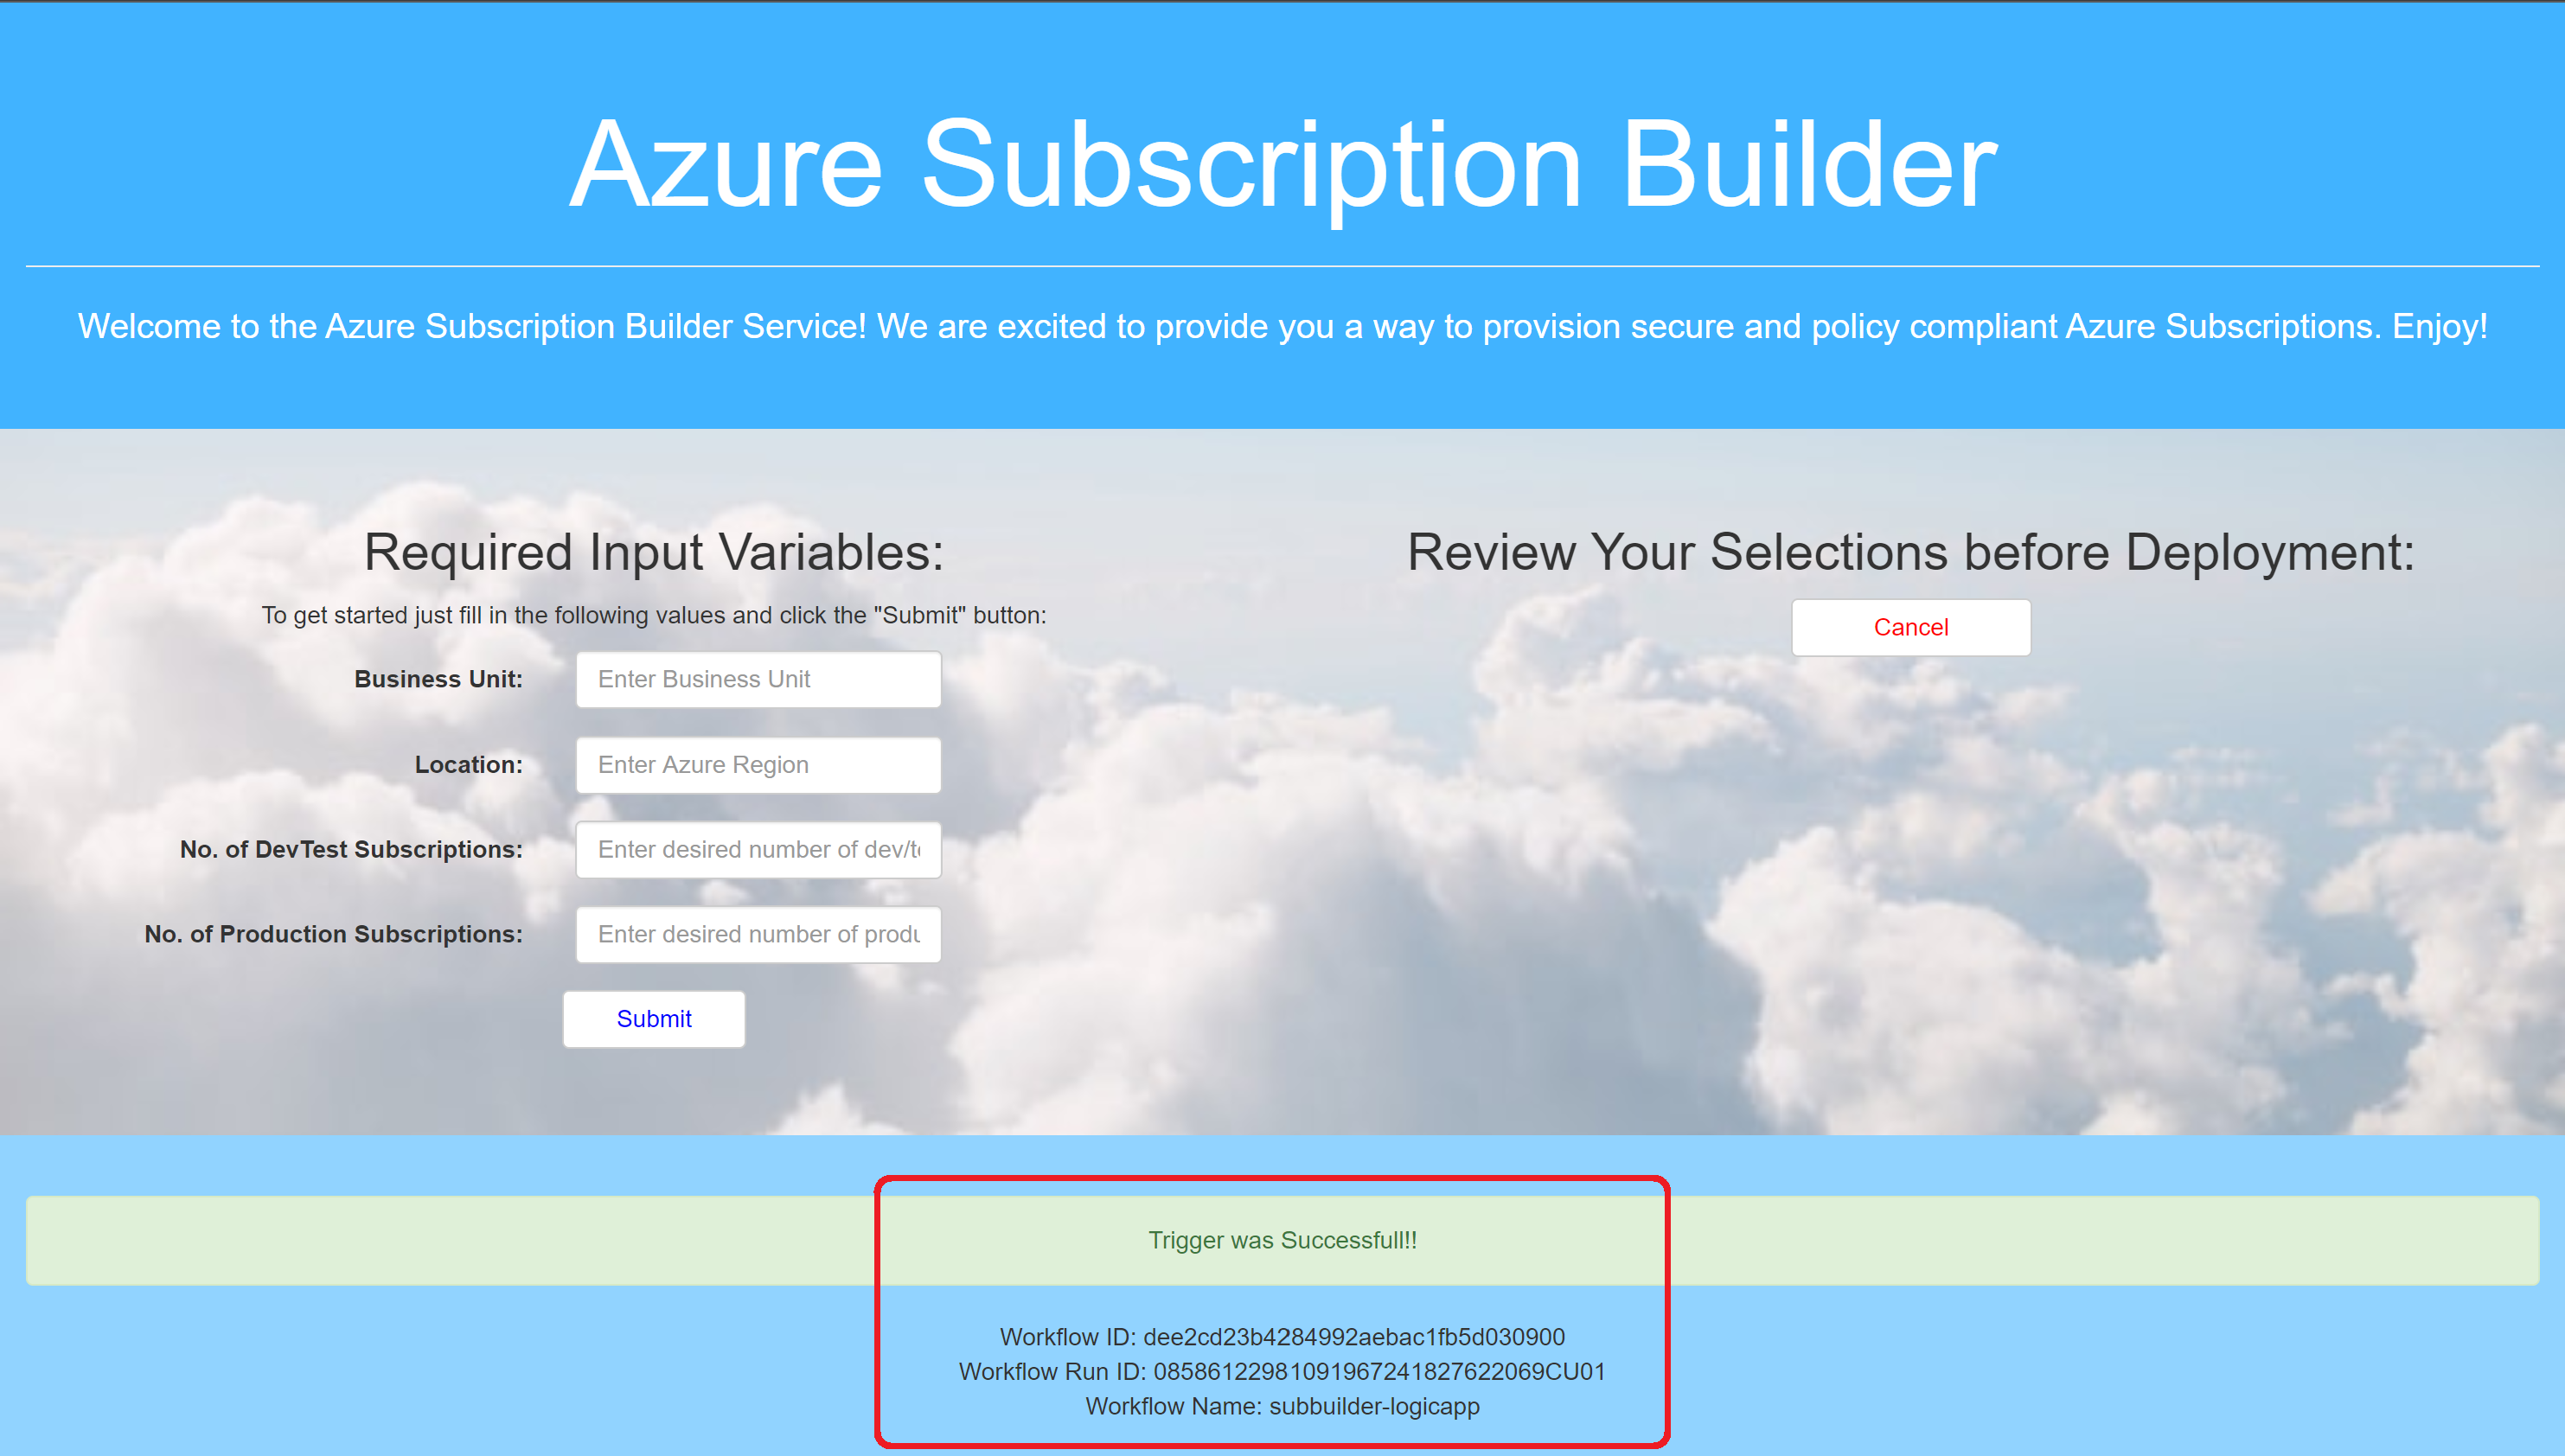 Azure Subscription Builder
Welcome to the Azure Subscription Builder Service! We are excited to provide you a way to provision secure and policy compliant Azure Subscriptions. Enjoy!
Required Input Variables:
To get started just fill in the following values and click the "Submit" button:
Business Unit:
Enter Business Unit
Location:
Enter Azure Region
No. of DevTest Subscriptions:
Enter desired number of dev/te
No. of Production Subscriptions:
Enter desired number of produ
Submit
Review Your Selections before Deployment:
Cancel
Trigger was Successfull!!
Workflow ID: dee2cd23b4284992aebac1fb5d030900
Workflow Run ID: 08586122981091967241827622069CU01
Workflow Name: subbuilder-logicapp